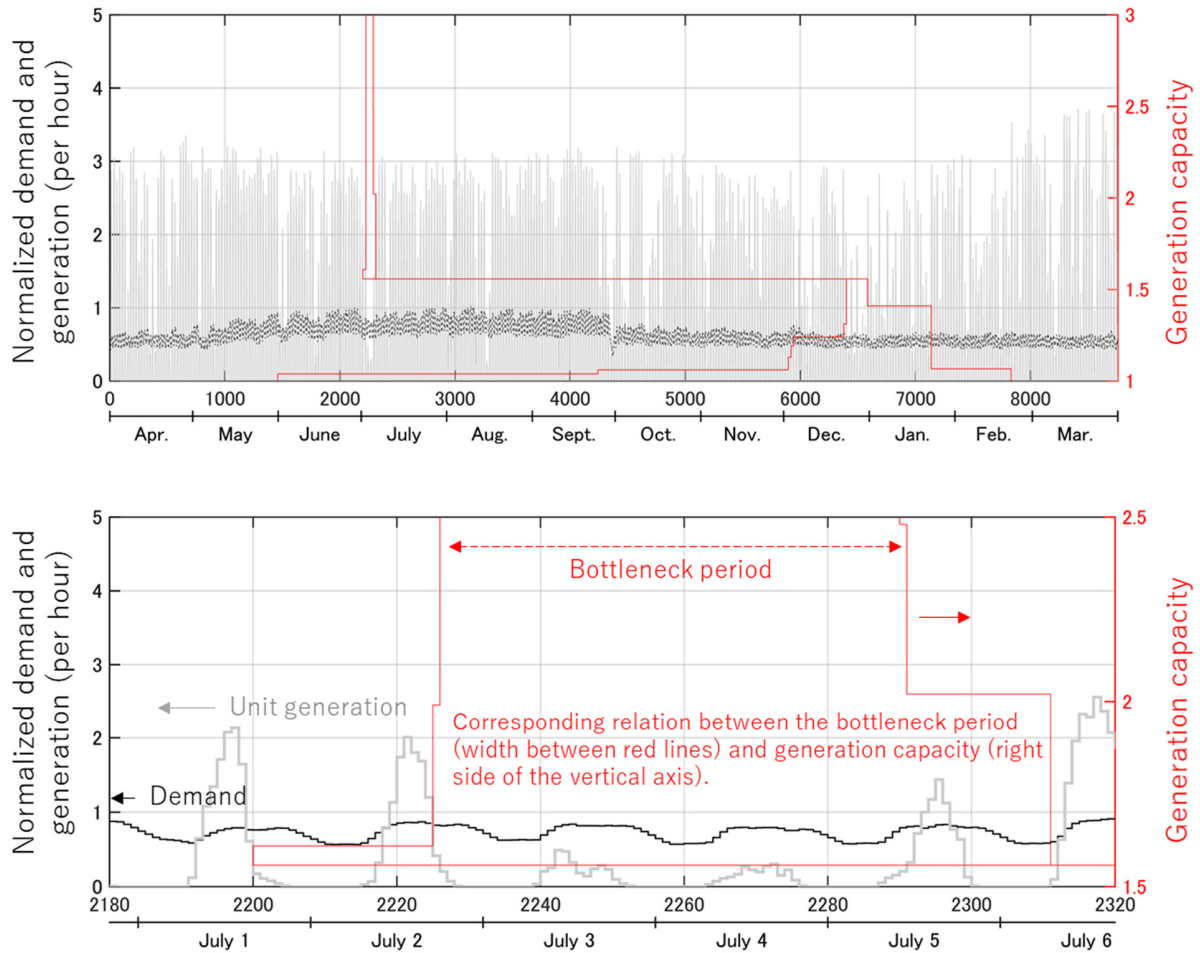 Normalized demand and
generation (per hour)
5
4
3
2
1
0
3
2.5
2
1.5
1
Generation capacity
0 1000 2000 3000 4000 5000 6000 7000 8000
Apr. May June July Aug. Sept. Oct. Nov. Dec. Jan. Feb. Mar.
Normalized demand and
generation (per hour)
5
4
3
2
1
0
2.5
2
1.5
Generation capacity
Bottleneck period
Unit generation
Corresponding relation between the bottleneck period
(width between red lines) and generation capacity (right
side of the vertical axis).
Demand
2180 2200 2220 2240 2260 2280 2300 2320
July 1 July 2 July 3 July 4 July 5 July 6